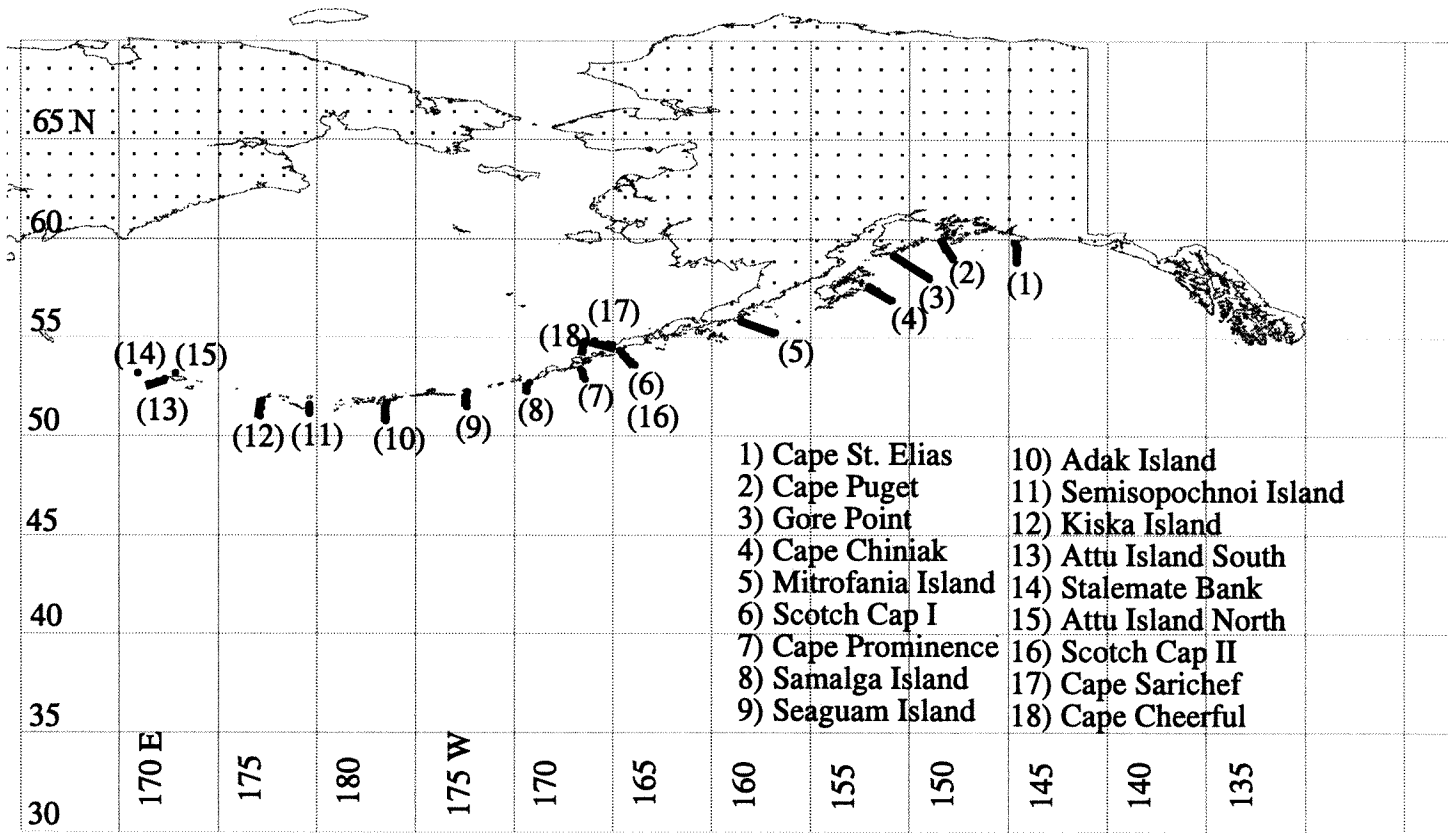 65 N
60
55
50
45
40
35
30
170 E
175
180
175 W
170
165
160
155
150
145
140
135
(1)
(2)
(3)
(4)
(5)
(17)
(18)
(6)
(16)
(7)
(8)
(9)
(10)
(11)
(12)
(14)
(15)
(13)
1) Cape St. Elias
2) Cape Puget
3) Gore Point
4) Cape Chiniak
5) Mitrofania Island
6) Scotch Cap I
7) Cape Prominence
8) Samalga Island
9) Seaguam Island
10) Adak Island
11) Semisopochnoi Island
12) Kiska Island
13) Attu Island South
14) Stalemate Bank
15) Attu Island North
16) Scotch Cap II
17) Cape Sarichef
18) Cape Cheerful